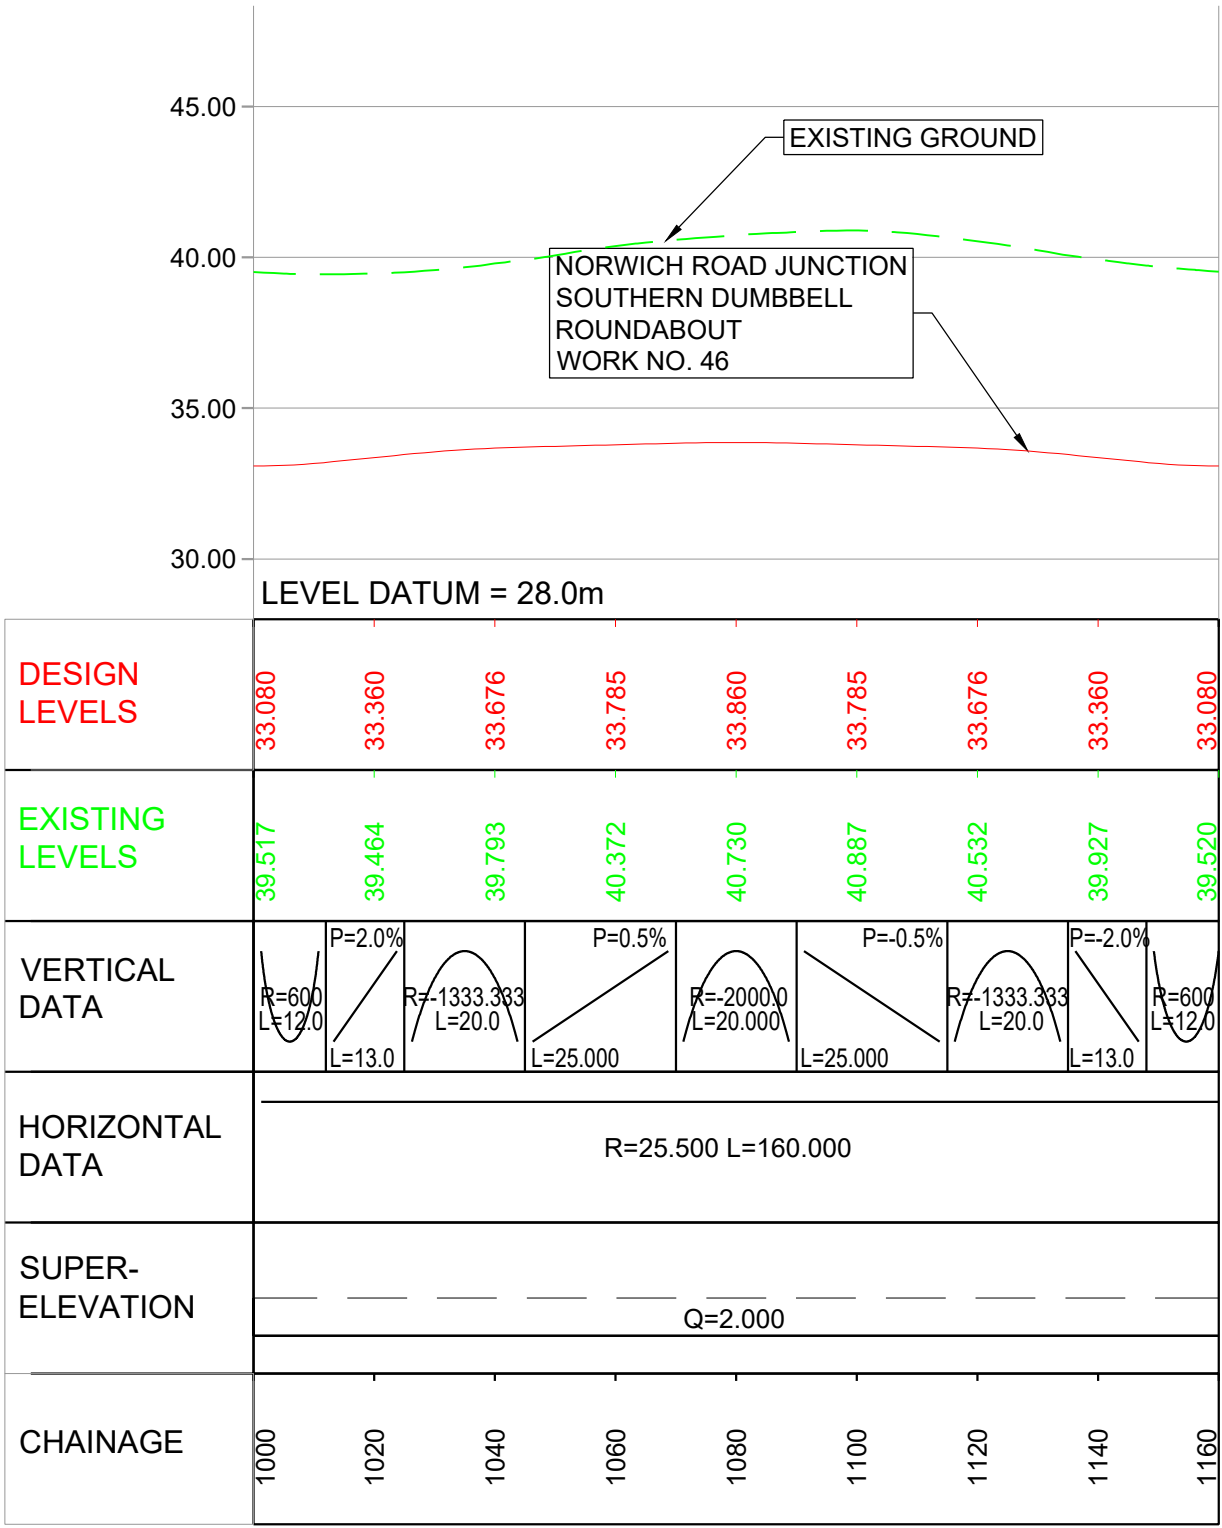 45.00
EXISTING GROUND
40.00
NORWICH ROAD JUNCTION
SOUTHERN DUMBBELL
ROUNDABOUT
WORK NO. 46
35.00
30.00
LEVEL DATUM = 28.0m
DESIGN
LEVELS
33.080 33.360 33.676 33.785 33.860 33.785 33.676 33.360 33.080
EXISTING
LEVELS
39.517 39.464 39.793 40.372 40.730 40.887 40.532 39.927 39.520
VERTICAL
DATA
R=600
L=12.0
P=2.0%
L=13.0
R=-1333.333
L=20.0
P=0.5%
L=25.000
R=-2000.0
L=20.000
P=-0.5%
L=25.000
R=-1333.333
L=20.0
P=-2.0%
L=13.0
R=600
L=12.0
HORIZONTAL
DATA
R=25.500 L=160.000
SUPER-
ELEVATION
Q=2.000
CHAINAGE
1000 1020 1040 1060 1080 1100 1120 1140 1160